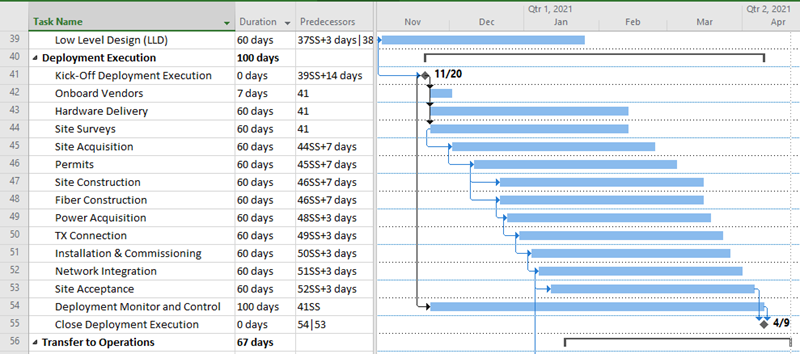 Qtr 1, 2021 Qtr 2, 2021
Task Name Duration Predecessors Nov Dec Jan Feb Mar Apr
39 Low Level Design (LLD) 60 days 37SS+3 days|38
40 Deployment Execution 100 days
41 Kick-Off Deployment Execution 0 days 39SS+14 days 11/20
42 Onboard Vendors 7 days 41
43 Hardware Delivery 60 days 41
44 Site Surveys 60 days 41
45 Site Acquisition 60 days 44SS+7 days
46 Permits 60 days 45SS+7 days
47 Site Construction 60 days 46SS+7 days
48 Fiber Construction 60 days 46SS+7 days
49 Power Acquisition 60 days 48SS+3 days
50 TX Connection 60 days 49SS+3 days
51 Installation & Commissioning 60 days 50SS+3 days
52 Network Integration 60 days 51SS+3 days
53 Site Acceptance 60 days 52SS+3 days
54 Deployment Monitor and Control 100 days 41SS
55 Close Deployment Execution 0 days 54|53 4/9
56 Transfer to Operations 67 days